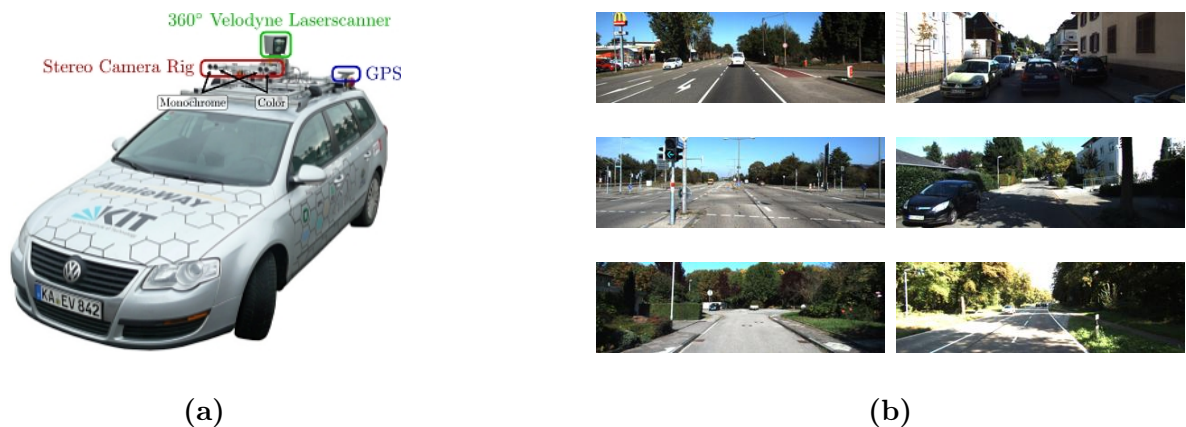 360° Velodyne Laserscanner
Stereo Camera Rig
GPS
Monochrome
Color
AnnieWAY
KIT
KA EV 842
(a)
(b)